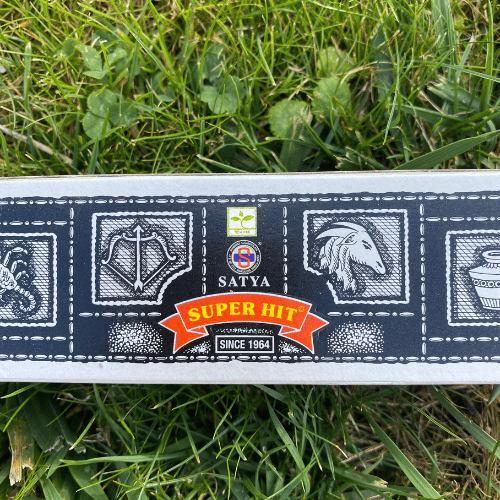 SATYA
SUPER HIT
SINCE 1964